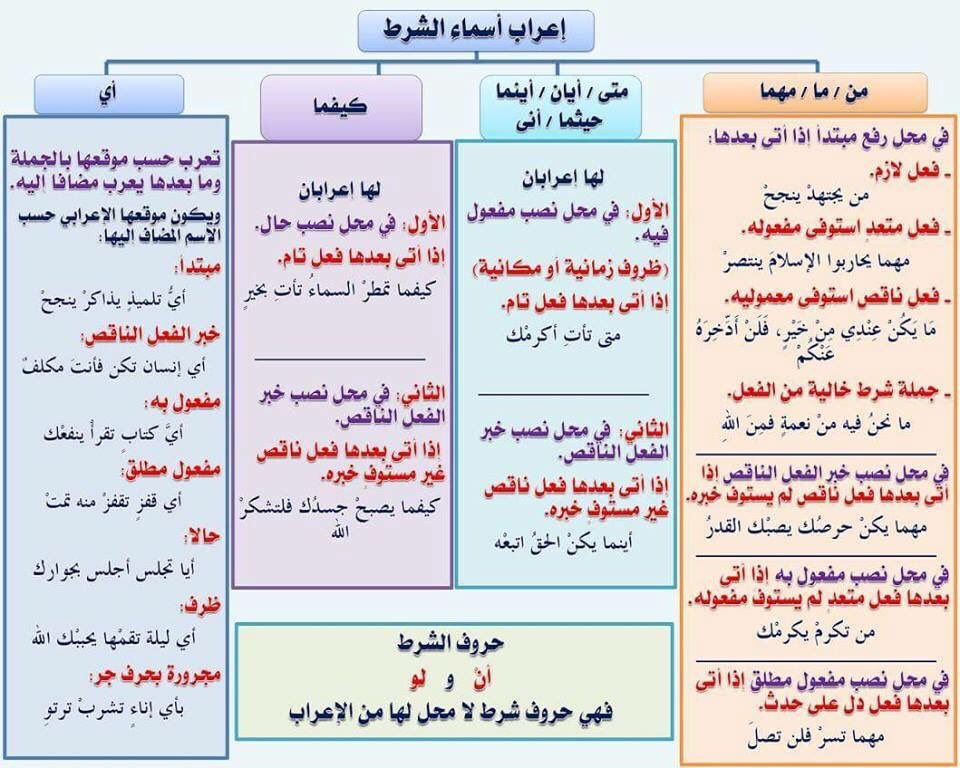 إعراب أسماءِ الشرط
من / ما / مهما
في محل رفع مبتدأ إذا أتى بعدها:
ـ فعل لازم.
من يجتهدْ ينجحْ
ـ فعل متعدٍ استوفى مفعوله.
مهما يحاربوا الإسلامَ ينتصرْ
ـ فعل ناقص استوفى معموليه.
مَا يَكُنْ عِنْدِي مِنْ خَيْرٍ، فَلَنْ أَدَّخِرَهُ
عَنْكُمْ
ـ جملة شرط خالية من الفعل.
ما نحنُ فيه منْ نعمةٍ فمِنَ اللهِ
في محل نصب خبر الفعل الناقص إذا
أتى بعدها فعل ناقص لم يستوفِ خبره.
مهما يكنْ حرصُك يصبْك القدرُ
في محل نصب مفعول به إذا أتى
بعدها فعل متعدٍ لم يستوفِ مفعوله.
من تكرمْ يكرمْك
في محل نصب مفعول مطلق إذا أتى
بعدها فعل دل على حدث.
مهما تسرْ فلن تصلَ
متى / أيان / أينما
حيثما / أنى
لها إعرابان
الأول: في محل نصب مفعول
فيه.
(ظروف زمانية أو مكانية)
إذا أتى بعدها فعل تام.
متى تأتِ أكرمْك
الثاني: في محل نصب خبر
الفعل الناقص.
إذا أتى بعدها فعل ناقص
غير مستوفٍ خبره.
أينما يكنْ الحقُ اتبعْه
كيفما
لها إعرابان
الأول: في محل نصب حال.
إذا أتى بعدها فعل تام.
كيفما تمطرْ السماءُ تأتِ بخيرٍ
الثاني: في محل نصب خبر
الفعل الناقص.
إذا أتى بعدها فعل ناقص
غير مستوفٍ خبره.
كيفما يصبحْ جسدُك فلتشكرْ
الله
أي
تعرب حسب موقعها بالجملة
وما بعدها يعرب مضافا اليه.
ويكون موقعها الإعرابي حسب
الاسم المضاف إليها:
مبتدأ:
أيُّ تلميذٍ يذاكرْ ينجحْ
خبر الفعل الناقص:
أي إنسان تكن فأنتَ مكلفٌ
مفعول به:
أيَّ كتابٍ تقرأْ ينفعْك
مفعول مطلق:
أي قفزٍ تقفزْ منه تمتْ
حالا:
أيا تجلس أجلس بجوارك
ظرف:
أي ليلة تقمْها يحببْك الله
مجرورة بحرف جر:
بأي إناءٍ تشربْ ترتوِ
حروف الشرط
أنْ و لو
فهي حروف شرط لا محل لها من الإعراب